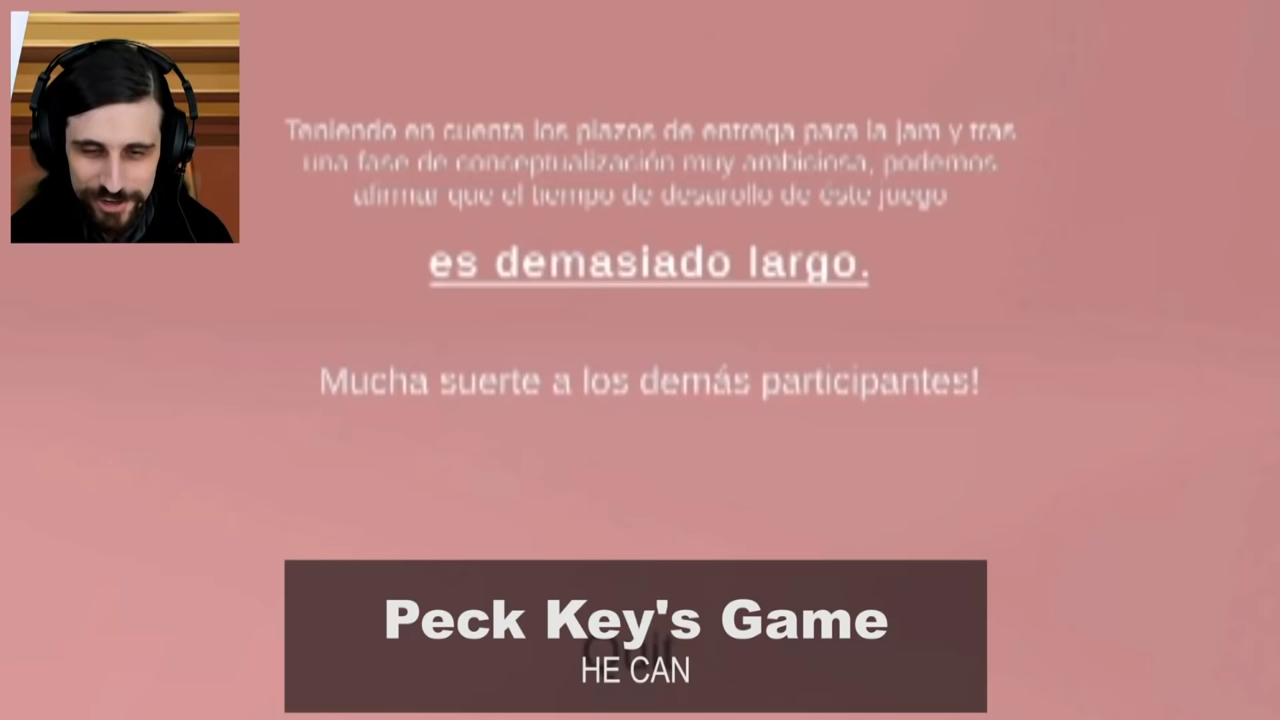 Teniendo en cuenta los plazos de entrega para la jam y tras
una fase de conceptualización muy ambiciosa, podemos
afirmar que el tiempo de desarollo de éste juego
es demasiado largo.
Mucha suerte a los demás participantes!
Peck Key's Game
HE CAN